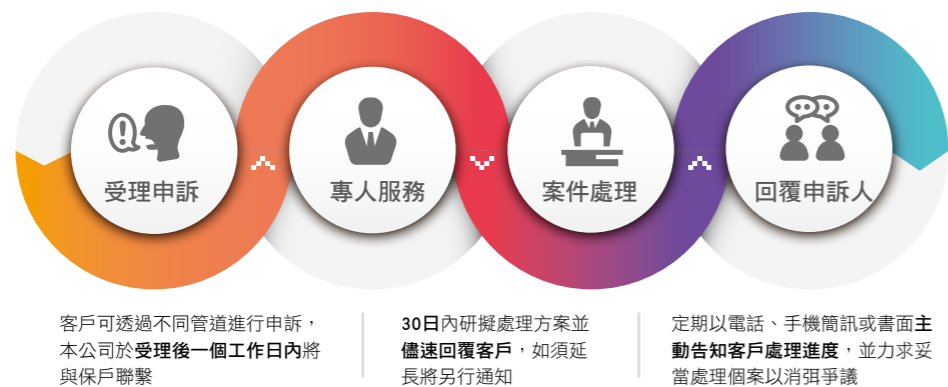 受理申訴
專人服務
案件處理
回覆申訴人
客戶可透過不同管道進行申訴，
本公司於受理後一個工作日內將
與保戶聯繫
30日內研擬處理方案並
儘速回覆客戶，如須延
長將另行通知
定期以電話、手機簡訊或書面主
動告知客戶處理進度，並力求妥
當處理個案以消弭爭議